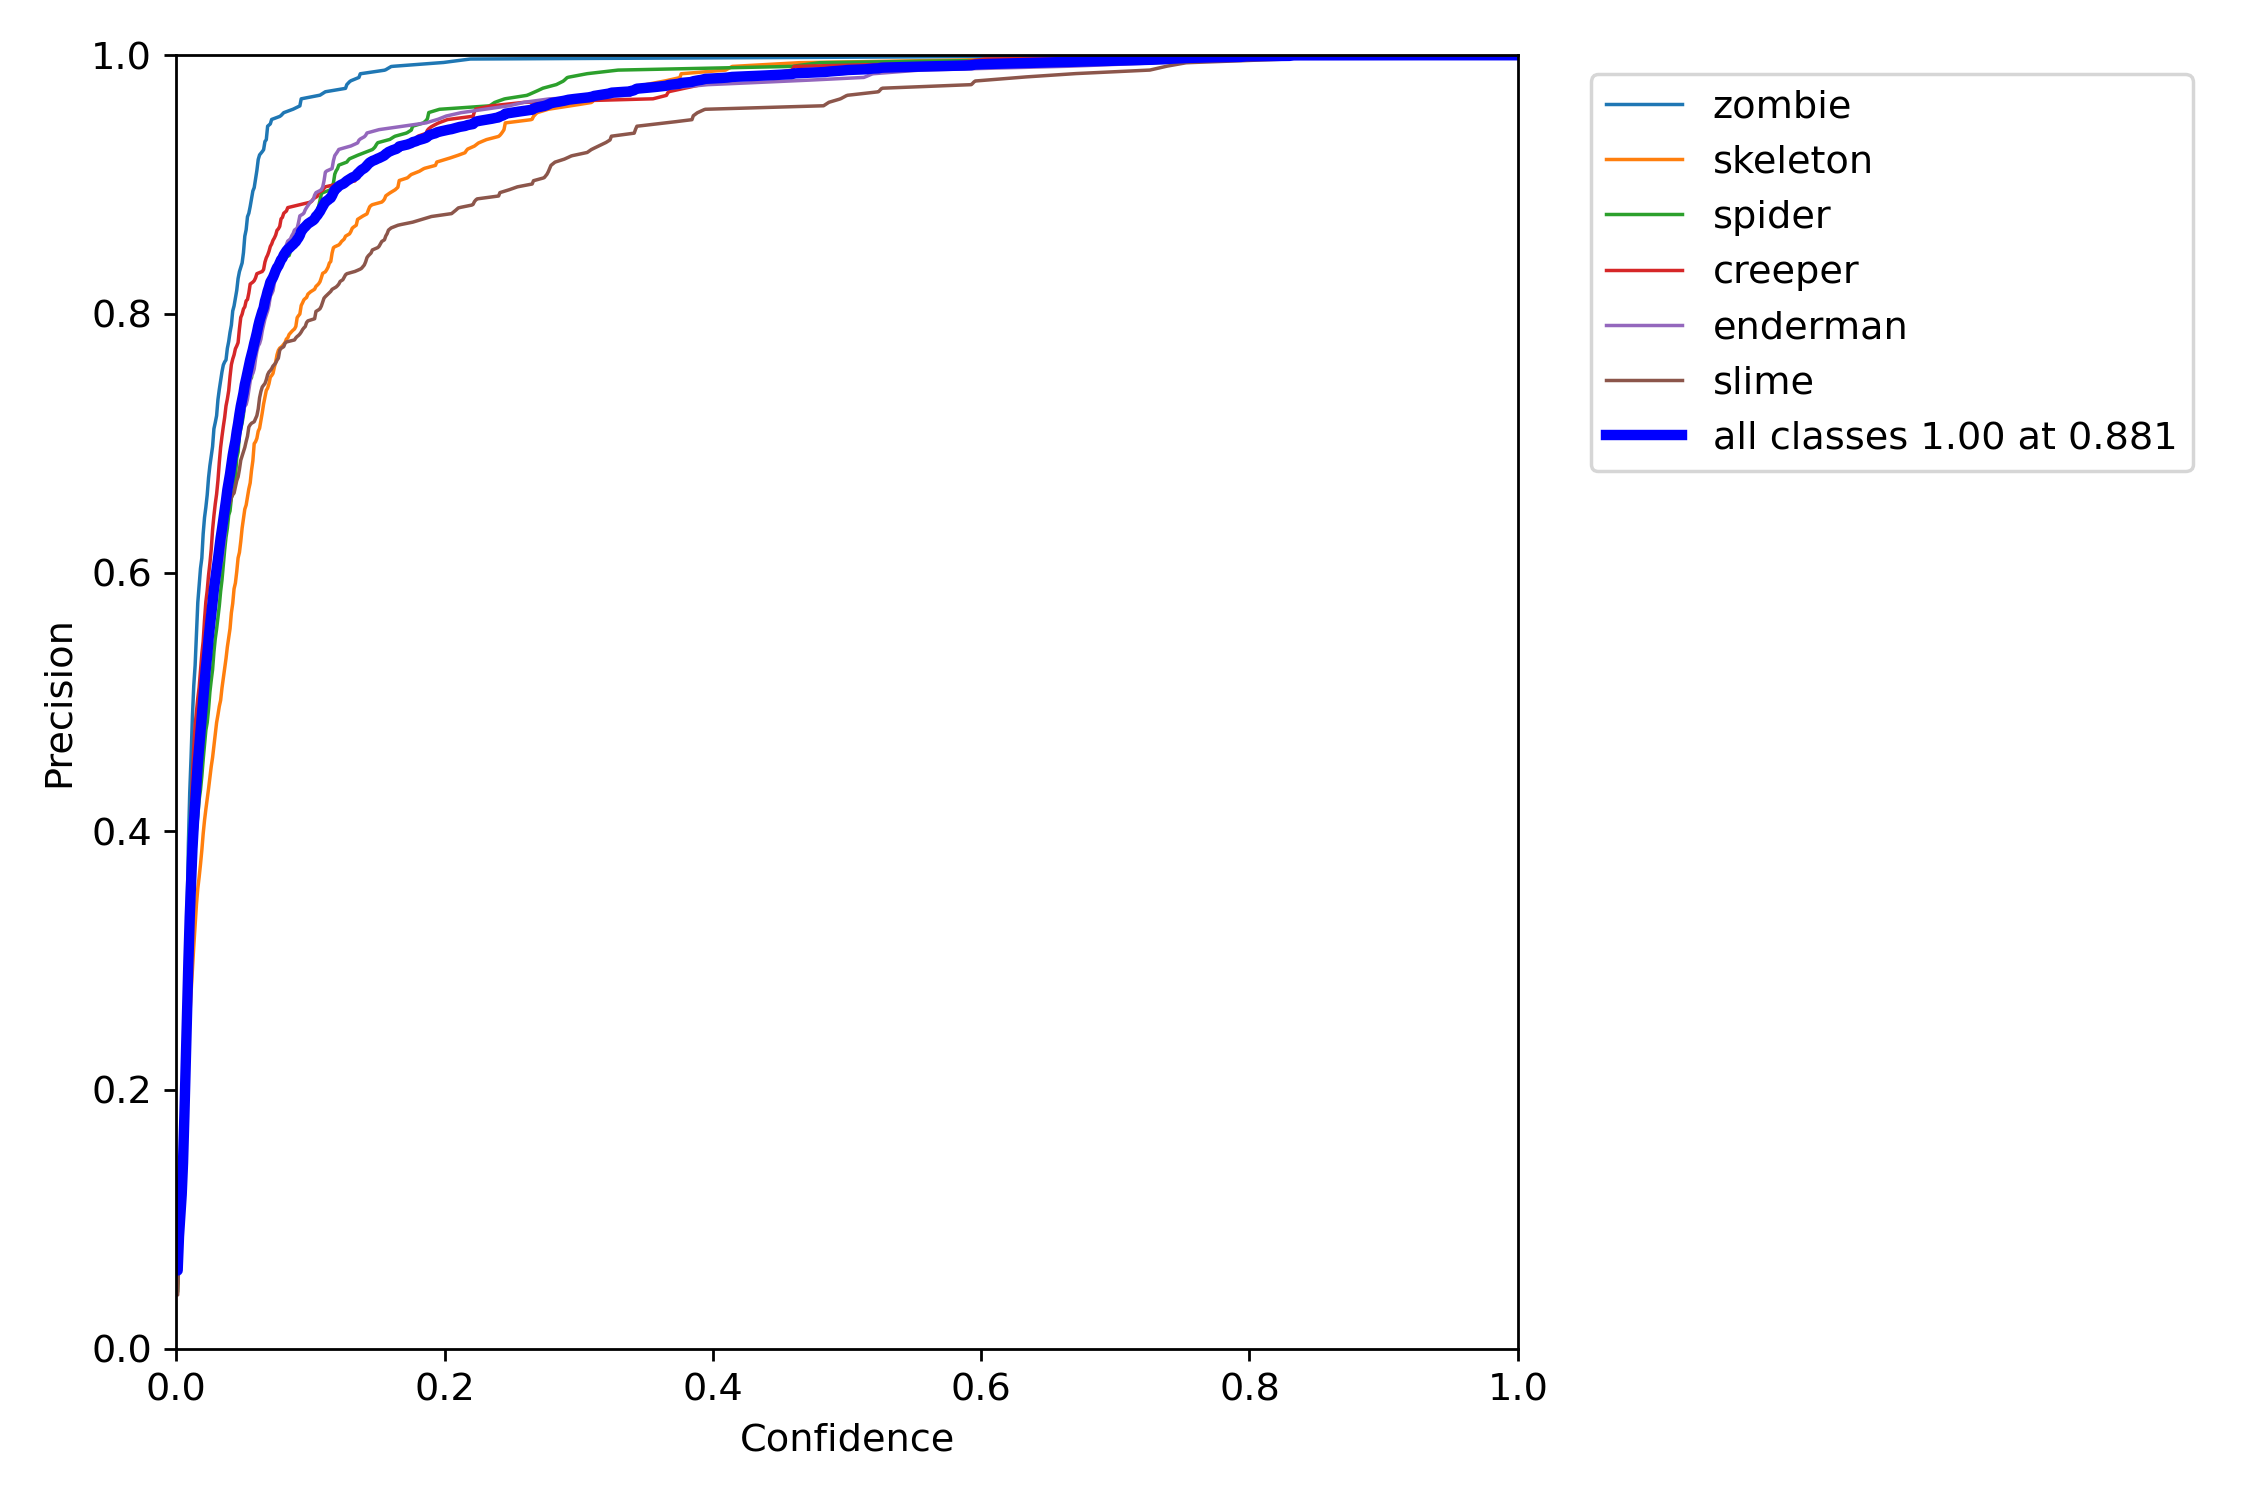 1.0
0.8
0.6
0.4
0.2
0.0
Precision
0.0 0.2 0.4 0.6 0.8 1.0
Confidence
zombie
skeleton
spider
creeper
enderman
slime
all classes 1.00 at 0.881